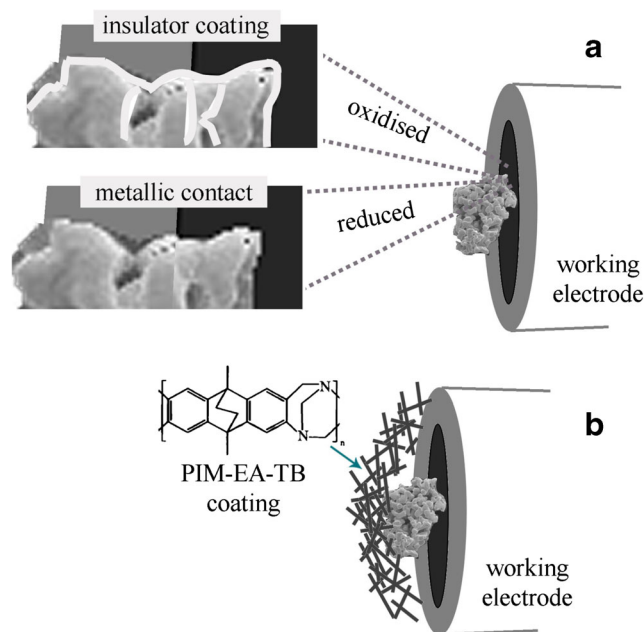 insulator coating
a
oxidised
metallic contact
reduced
working
electrode
b
N
N
n
PIM-EA-TB
coating
working
electrode